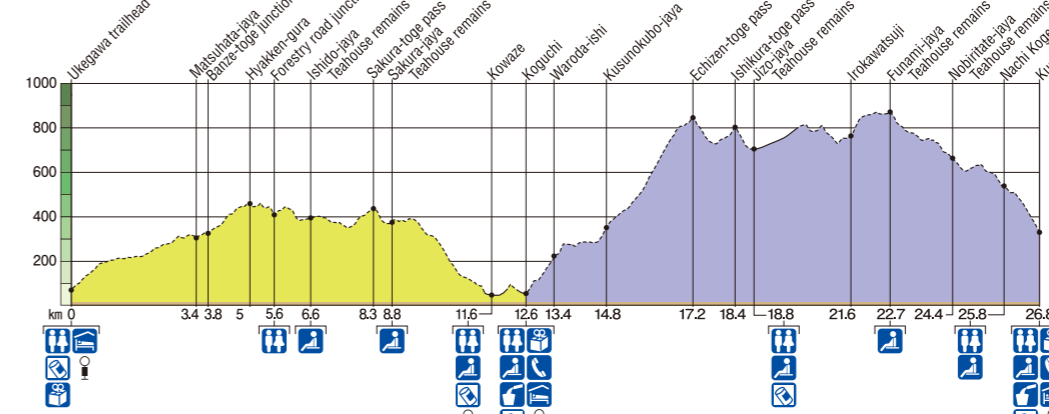 Ukegawa trailhead
Matsuhata-jaya
Banze-toge junction
Hyakken-gura
Forestry road junct
Ishido-jaya
Teahouse remains
Sakura-toge pass
Sakura-jaya
Teahouse remains
Kowaze
Koguchi
Waroda-ishi
Kusunokubo-jaya
Echizen-toge pass
Ishikura-toge pass
Jizo-jaya
Teahouse remains
Irokawatsuji
Funami-jaya
Teahouse remains
Nobiritate-jaya
Teahouse remains
Nachi Koge
Ku
1000
800
600
400
200
km 0 3.4 3.8 5 5.6 6.6 8.3 8.8 11.6 12.6 13.4 14.8 17.2 18.4 18.8 21.6 22.7 24.4 25.8 26.8